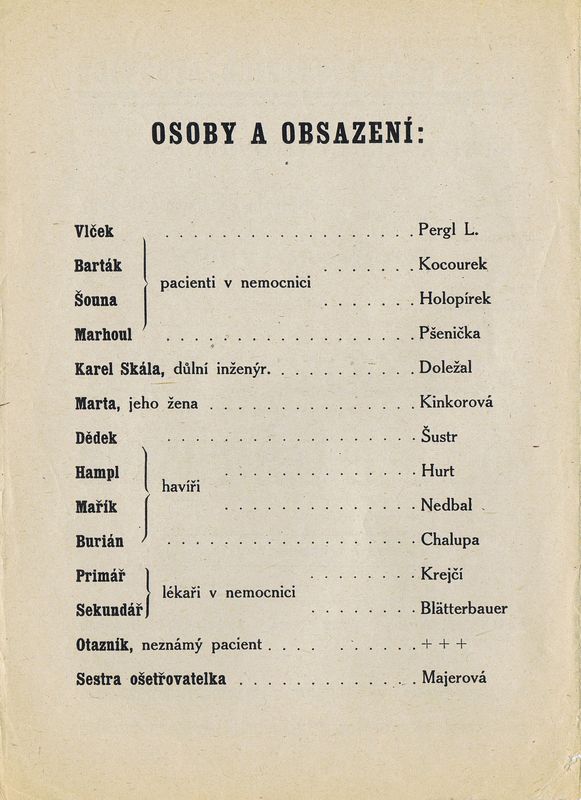 OSOBY A OBSAZENÍ:
Vlček . . . . . . . . . . . . . . . . . Pergl L.
Barták . . . . . . . Kocourek
pacienti v nemocnici
Šouna . . . . . . . Holopírek
Marhoul . . . . . . . . . . . . . . . . . Pšenička
Karel Skála, důlní inženýr. . . . . . . . . . . Doležal
Marta, jeho žena . . . . . . . . . . . . . . Kinkorová
Dědek . . . . . . . . . . . . . . . . . Šustr
Hampl . . . . . . . . . . . . . Hurt
havíři
Mařík . . . . . . . . . . . . . Nedbal
Burián . . . . . . . . . . . . . . . . . Chalupa
Primář . . . . . . . . Krejčí
lékaři v nemocnici
Sekundář . . . . . . . . Blätterbauer
Otazník, neznámý pacient . . . . . . . . . . + + +
Sestra ošetřovatelka . . . . . . . . . . . . Majerová